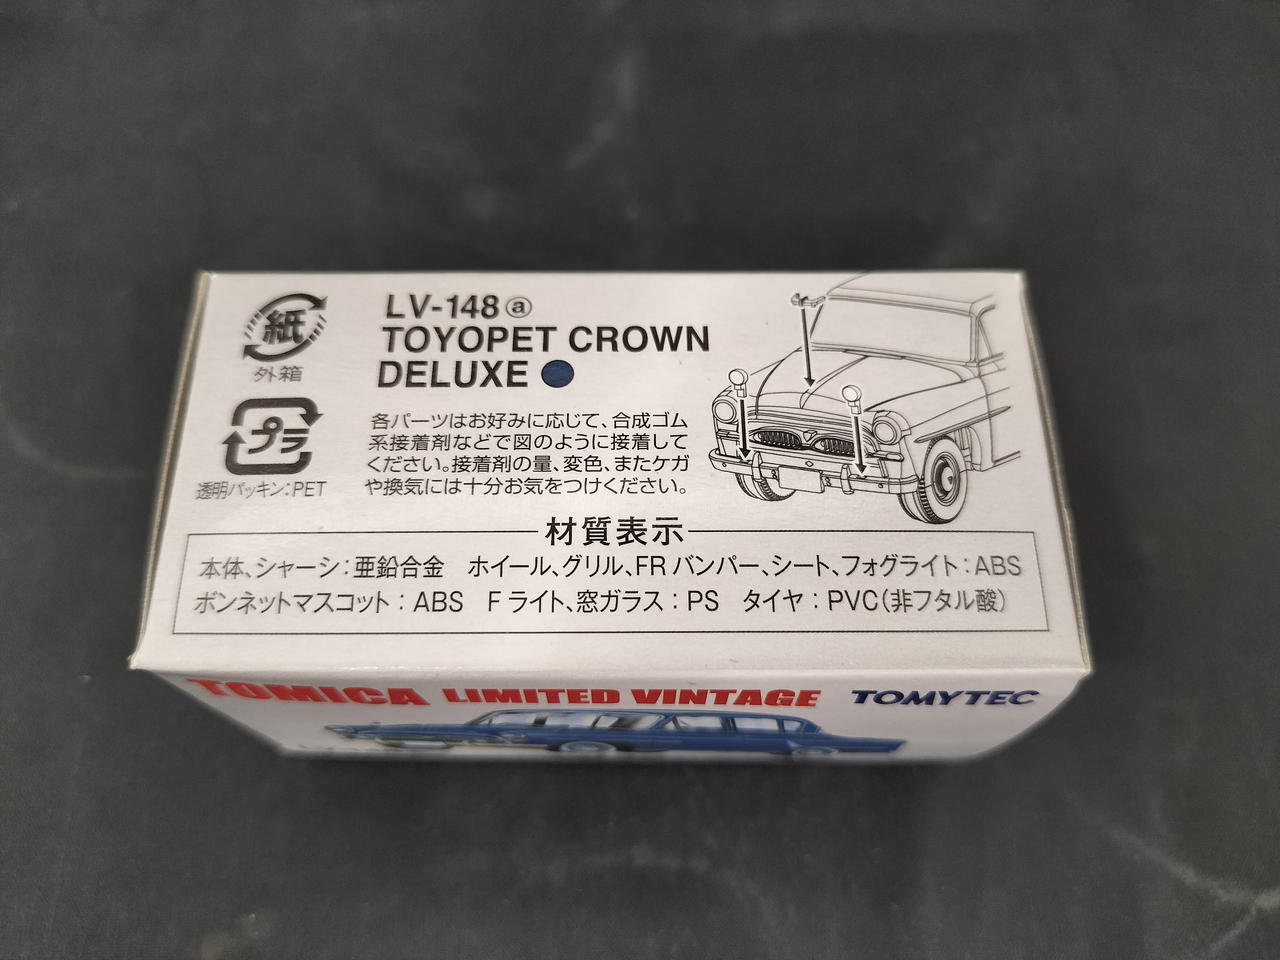 紙
外箱
プラ
透明パッキン:PET
LV-148ⓐ
TOYOPET CROWN
DELUXE
各パーツはお好みに応じて、合成ゴム
系接着剤などで図のように接着して
ください。接着剤の量、変色、またケガ
や換気には十分お気をつけください。
材質表示
本体、シャーシ:亜鉛合金 ホイール、グリル、FRバンパー、シート、フォグライト:ABS
ボンネットマスコット:ABS Fライト、窓ガラス:PS タイヤ:PVC(非フタル酸)
TOMICA LIMITED VINTAGE TOMYTEC